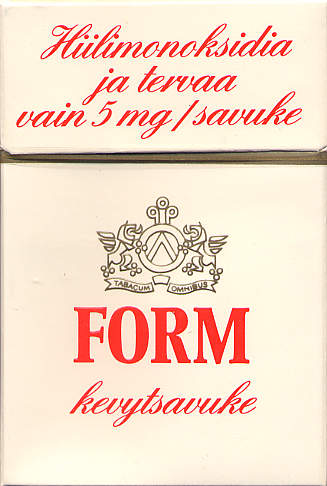 Hiilimonoksidia
ja tervaa
vain 5 mg/savuke
TABACUM OMNIBUS
FORM
kevytsavuke